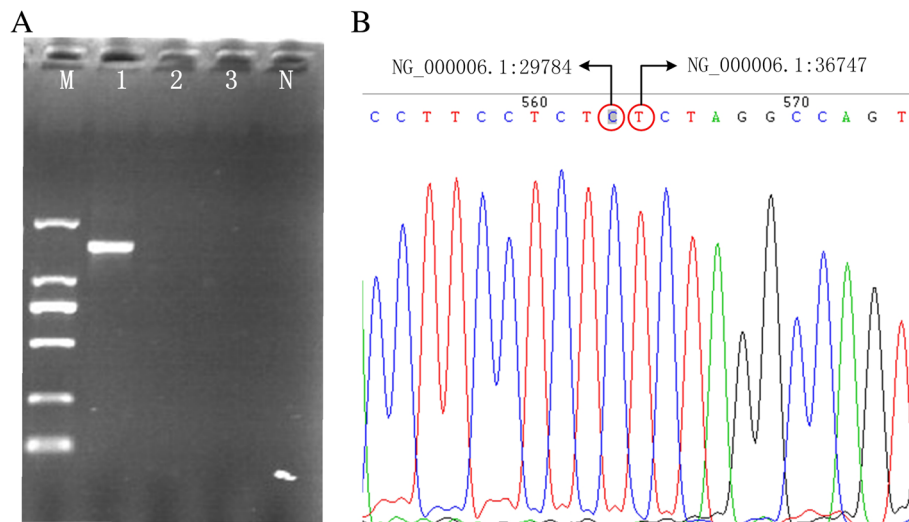 A
B
M 1 2 3 N
NG_000006.1:29784
NG_000006.1:36747
560 570
C C T T C C T C T C T C T A G G C C A G T